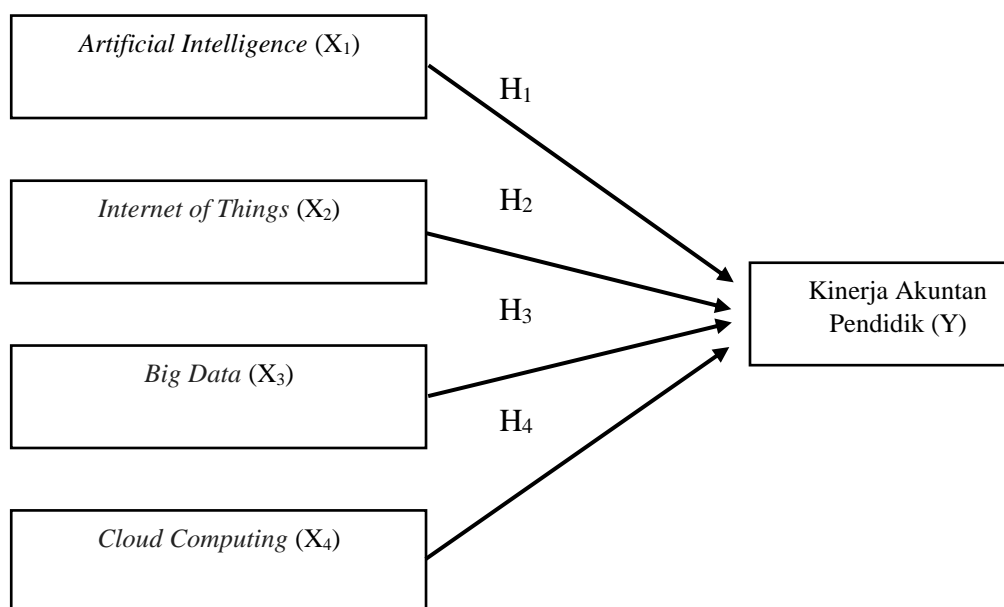 Artificial Intelligence (X₁)
H₁
Internet of Things (X₂)
H₂
Kinerja Akuntan
Pendidik (Y)
H₃
Big Data (X₃)
H₄
Cloud Computing (X₄)